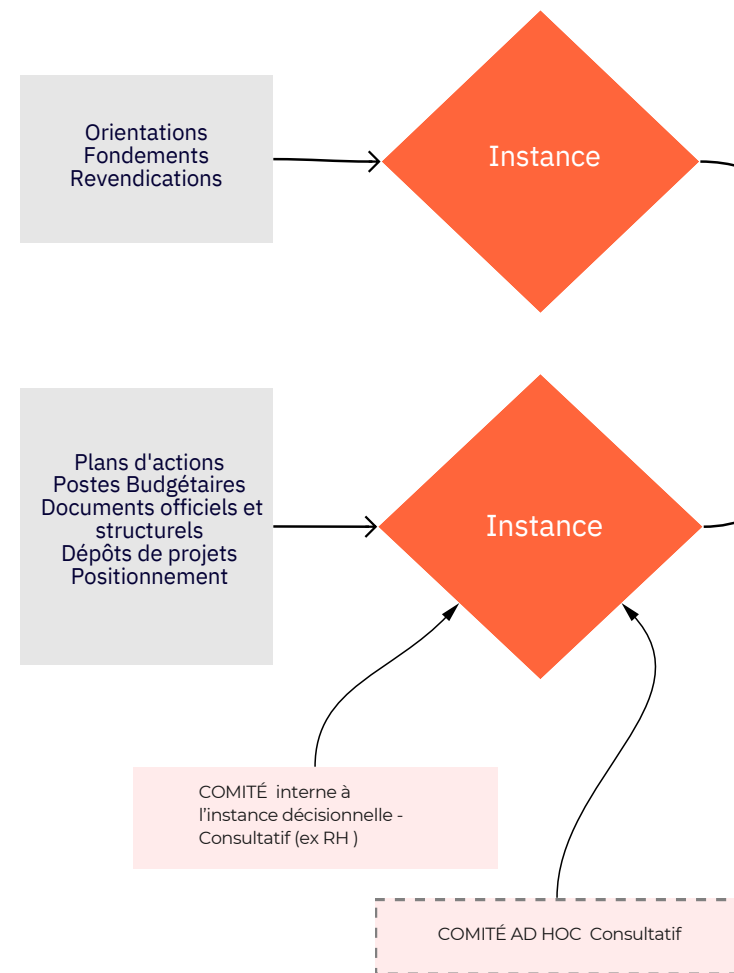 Orientations
Fondements
Revendications
Instance
Plans d'actions
Postes Budgétaires
Documents officiels et
structurels
Dépôts de projets
Positionnement
Instance
COMITÉ interne à
l'instance décisionnelle -
Consultatif (ex RH )
COMITÉ AD HOC Consultatif